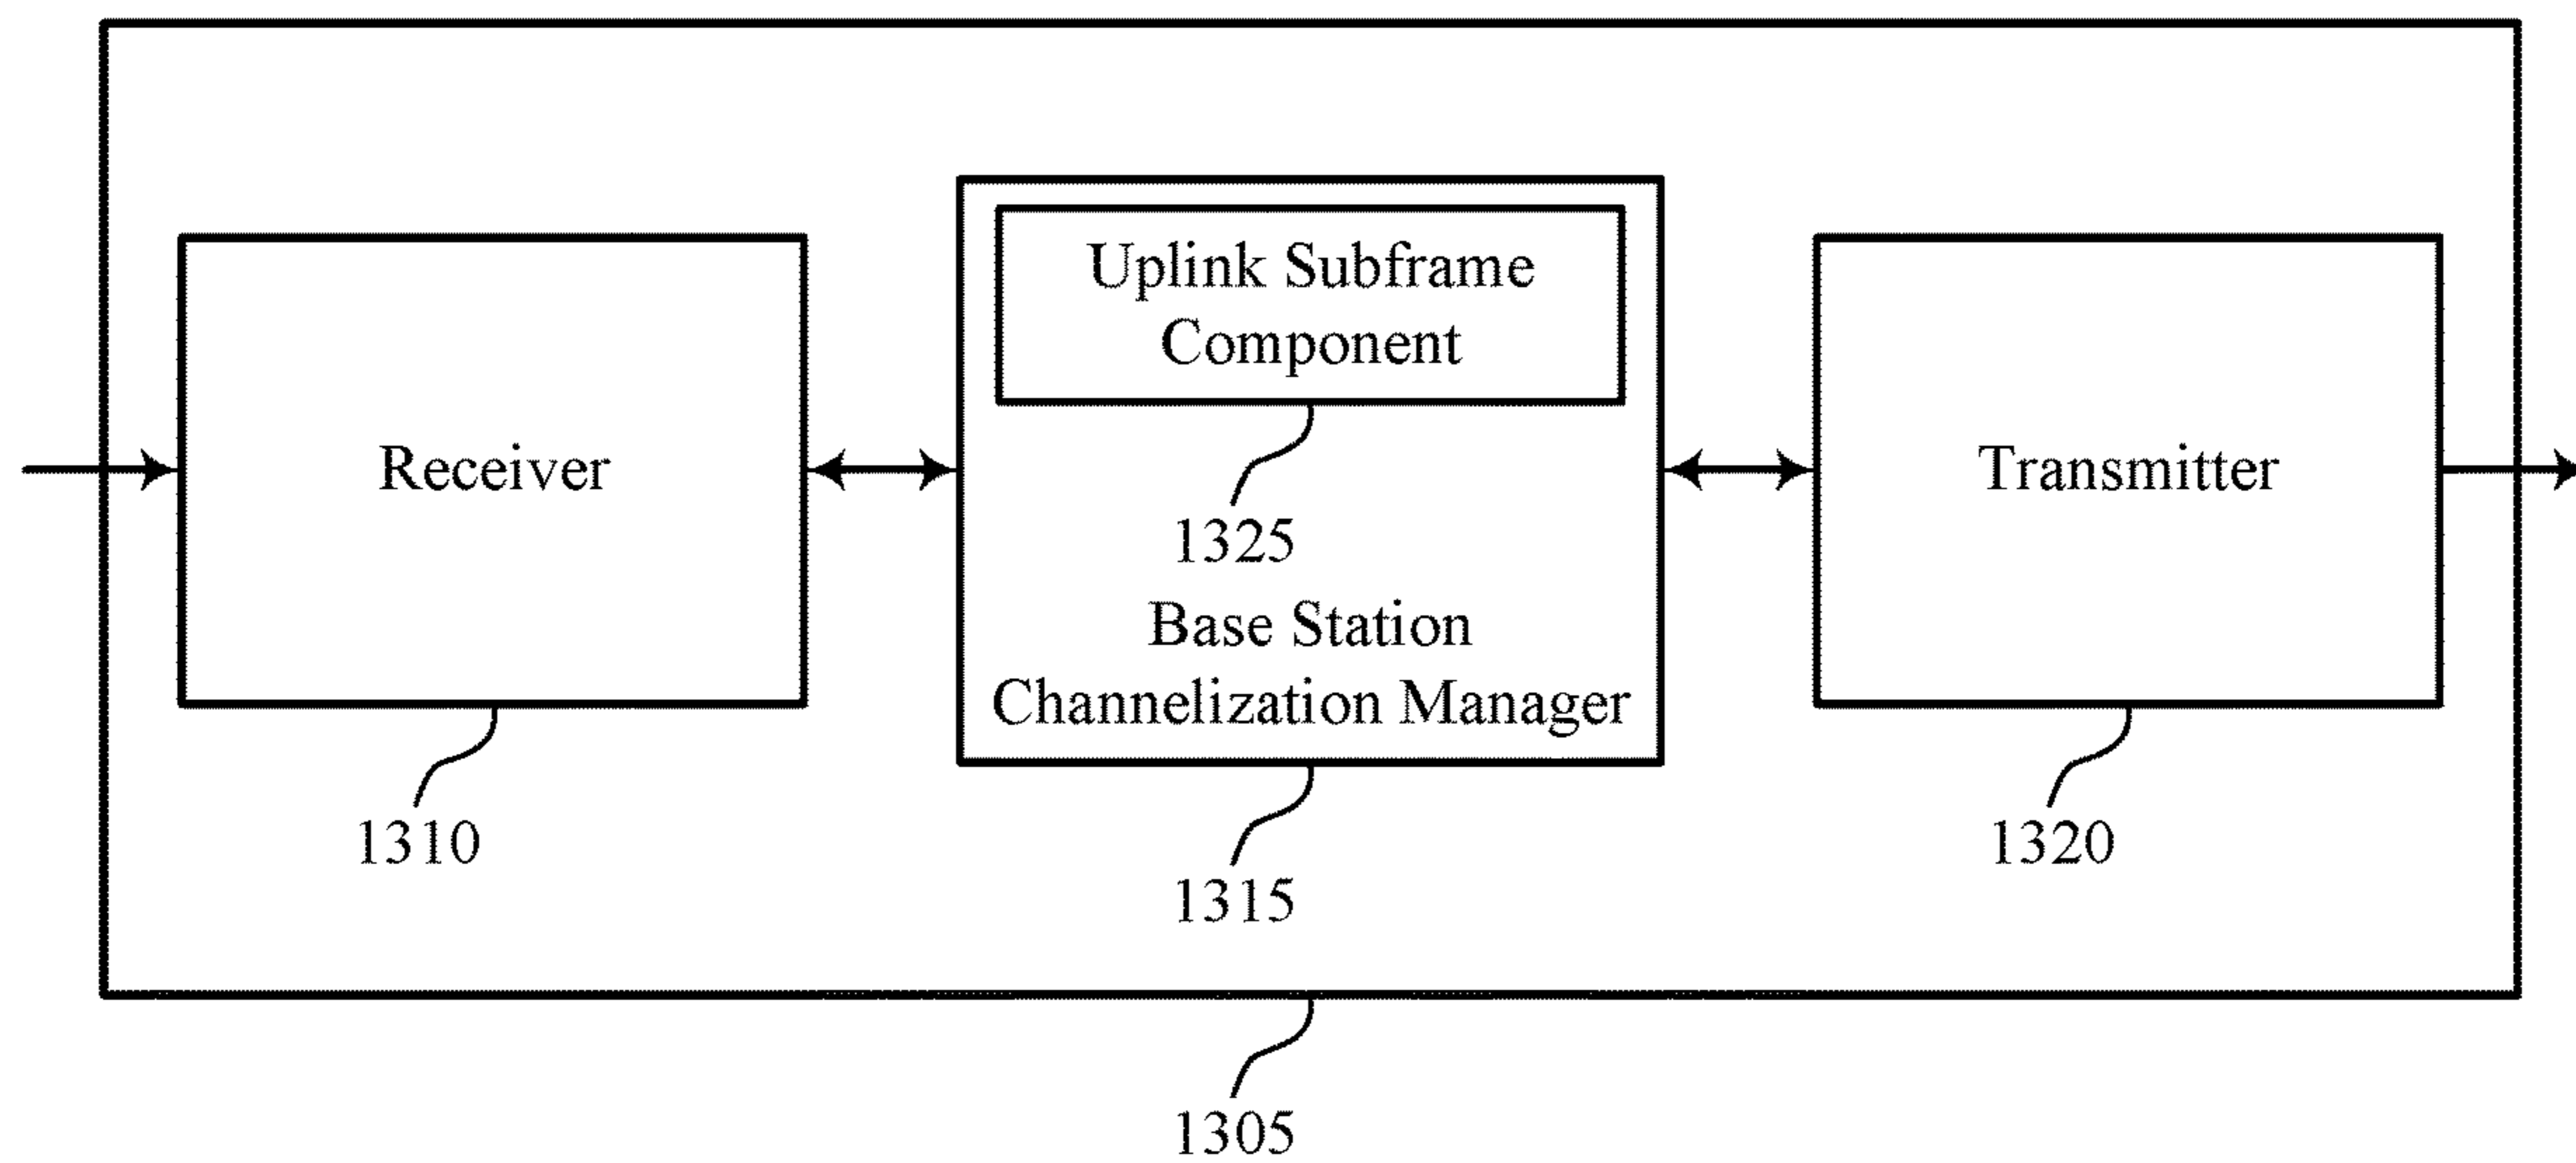 Uplink Subframe
Component
Receiver
Transmitter
1325
Base Station
Channelization Manager
1310
1320
1315
1305